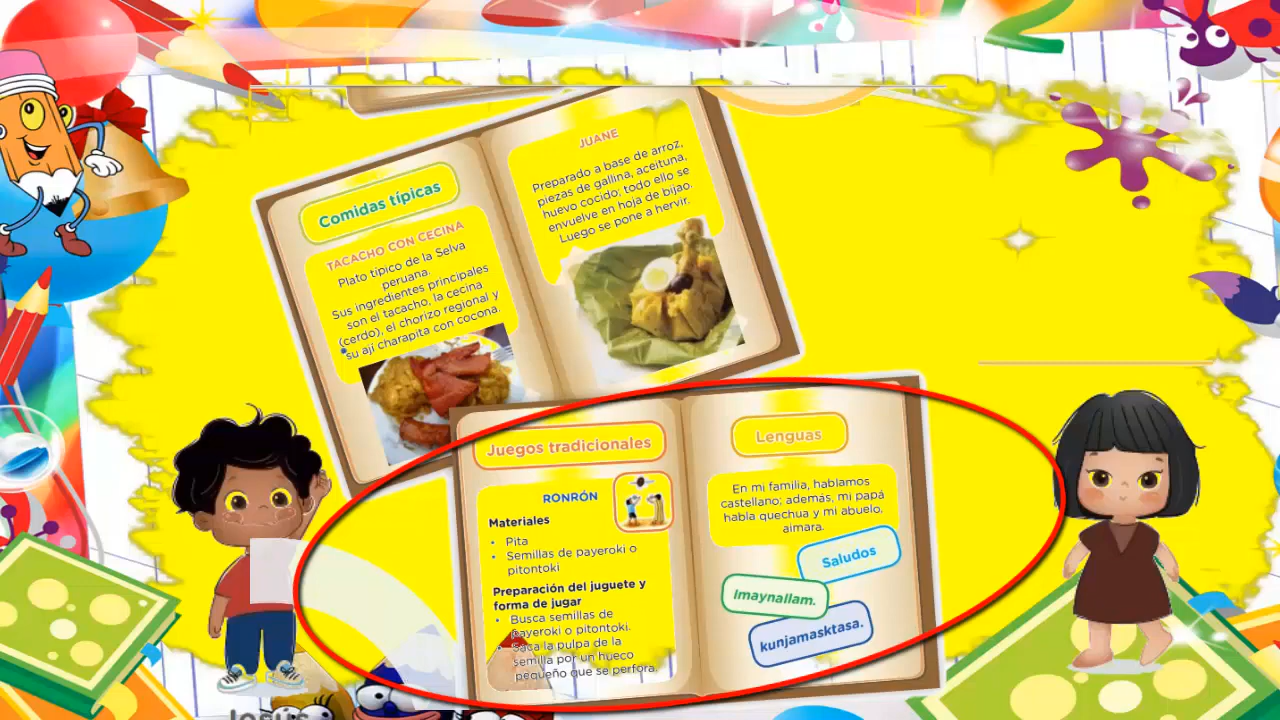 Comidas típicas
TACACHO CON CECINA
Plato típico de la Selva
peruana.
Sus ingredientes principales
son el tacacho, la cecina
(cerdo), el chorizo regional y
su ají charapita con cocona.
JUANE
Preparado a base de arroz,
piezas de gallina, aceituna,
huevo cocido; todo ello se
envuelve en hoja de bijao.
Luego se pone a hervir.
Juegos tradicionales
RONRÓN
Materiales
• Pita
• Semillas de payeroki o
pitontoki
Preparación del juguete y
forma de jugar
• Busca semillas de
payeroki o pitontoki.
• Saca la pulpa de la
semilla por un hueco
pequeño que se perfora.
Lenguas
En mi familia, hablamos
castellano; además, mi papá
habla quechua y mi abuelo,
aimara.
Saludos
Imaynallam.
kunjamasktasa.
Jesús